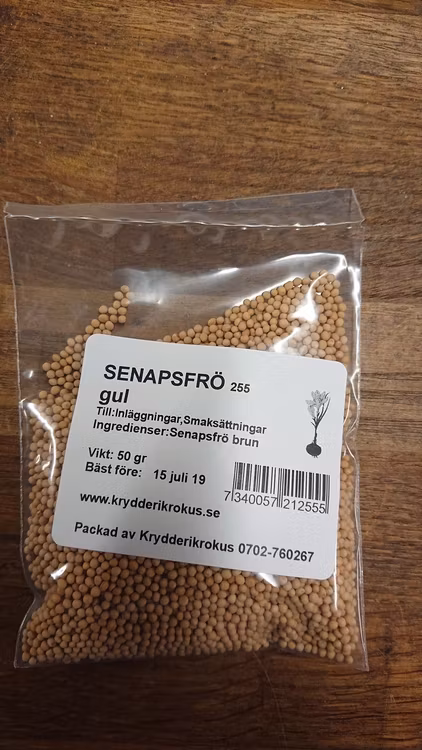 SENAPSFRÖ 255
gul
Till:Inläggningar,Smaksättningar
Ingredienser:Senapsfrö brun
Vikt: 50 gr
Bäst före: 15 juli 19
7 340057 212555
www.krydderikrokus.se
Packad av Krydderikrokus 0702-760267